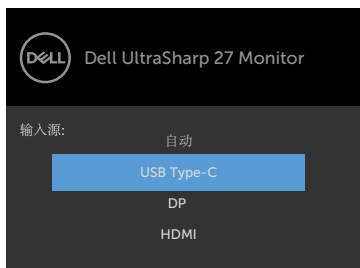 DELL
Dell UltraSharp 27 Monitor
输入源:
自动
USB Type-C
DP
HDMI